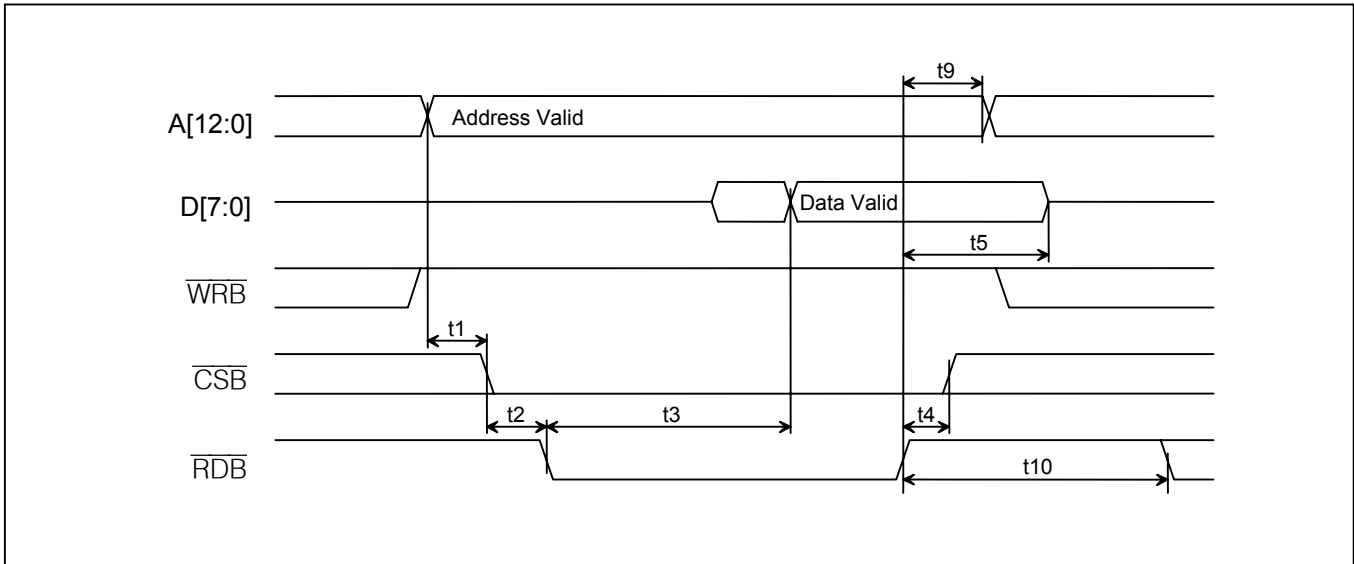 t9
A[12:0]
Address Valid
D[7:0]
Data Valid
t5
WRB
t1
CSB
t2
t3
t4
RDB
t10